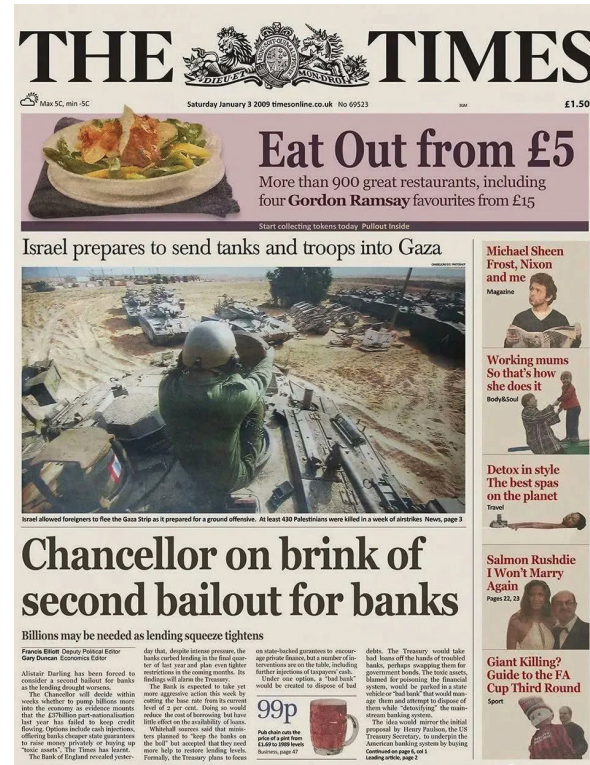 THE TIMES
DIEU ET MON DROIT
Max 5C, min -5C
Saturday January 3 2009 timesonline.co.uk No 69523
£1.50
Eat Out from £5
More than 900 great restaurants, including
four Gordon Ramsay favourites from £15
Start collecting tokens today Pullout Inside
Israel prepares to send tanks and troops into Gaza
Israel allowed foreigners to flee the Gaza Strip as it prepared for a ground offensive. At least 430 Palestinians were killed in a week of airstrikes News, page 3
Michael Sheen
Frost, Nixon
and me
Magazine
Working mums
So that's how
she does it
Body&Soul
Detox in style
The best spas
on the planet
Travel
Salmon Rushdie
I Won't Marry
Again
Pages 22, 23
Giant Killing?
Guide to the FA
Cup Third Round
Sport
Chancellor on brink of
second bailout for banks
Billions may be needed as lending squeeze tightens
Francis Elliott Deputy Political Editor
Gary Duncan Economics Editor
Alistair Darling has been forced to
consider a second bailout for banks
as the lending drought worsens.
The Chancellor will decide within
weeks whether to pump billions more
into the economy as evidence mounts
that the £37billion part-nationalisation
last year has failed to keep credit
flowing. Options include cash injections,
offering banks cheaper state guarantees
to raise money privately or buying up
"toxic assets", The Times has learnt.
The Bank of England revealed yester-
day that, despite intense pressure, the
banks curbed lending in the final quar-
ter of last year and plan even tighter
restrictions in the coming months. Its
findings will alarm the Treasury.
The Bank is expected to take yet
more aggressive action this week by
cutting the base rate from its current
level of 2 per cent. Doing so would
reduce the cost of borrowing but have
little effect on the availability of loans.
Whitehall sources said that minis-
ters planned to "keep the banks on
the boil" but accepted that they need
more help to restore lending levels.
Formally, the Treasury plans to focus
on state-backed gurantees to encour-
age private finance, but a number of in-
terventions are on the table, including
further injections of taxpayers' cash.
Under one option, a "bad bank"
would be created to dispose of bad
debts. The Treasury would take
bad loans off the hands of troubled
banks, perhaps swapping them for
government bonds. The toxic assets,
blamed for poisoning the financial
system, would be parked in a state
vehicle or "bad bank" that would man-
age them and attempt to dispose of
them while "detoxifying" the main-
stream banking system.
The idea would mirror the initial
proposal by Henry Paulson, the US
Treasury Secretary, to underpin the
American banking system by buying
Continued on page 6, col 1
Leading article, page 2
99p
Pub chain cuts the
price of a pint from
£1.69 to 1989 levels
Business, page 47